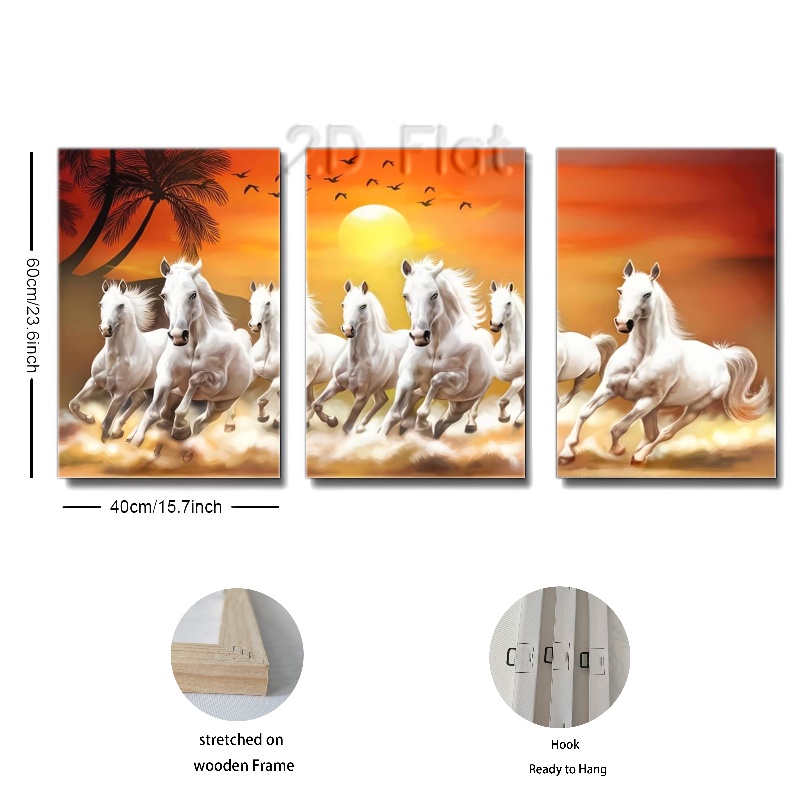 2D Flat
60cm/23.6inch
40cm/15.7inch
stretched on
wooden Frame
Hook
Ready to Hang